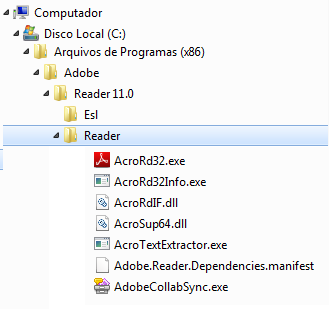 Computador
Disco Local (C:)
Arquivos de Programas (x86)
Adobe
Reader 11.0
Esl
Reader
AcroRd32.exe
AcroRd32Info.exe
AcroRdIF.dll
AcroSup64.dll
AcroTextExtractor.exe
Adobe.Reader.Dependencies.manifest
AdobeCollabSync.exe